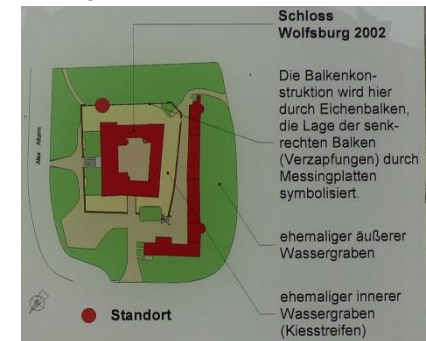 Schloss
Wolfsburg 2002
Die Balkenkon-
struktion wird hier
durch Eichenbalken,
die Lage der senk-
rechten Balken
(Verzapfungen) durch
Messingplatten
symbolisiert.
ehemaliger äußerer
Wassergraben
ehemaliger innerer
Wassergraben
(Kiesstreifen)
Standort